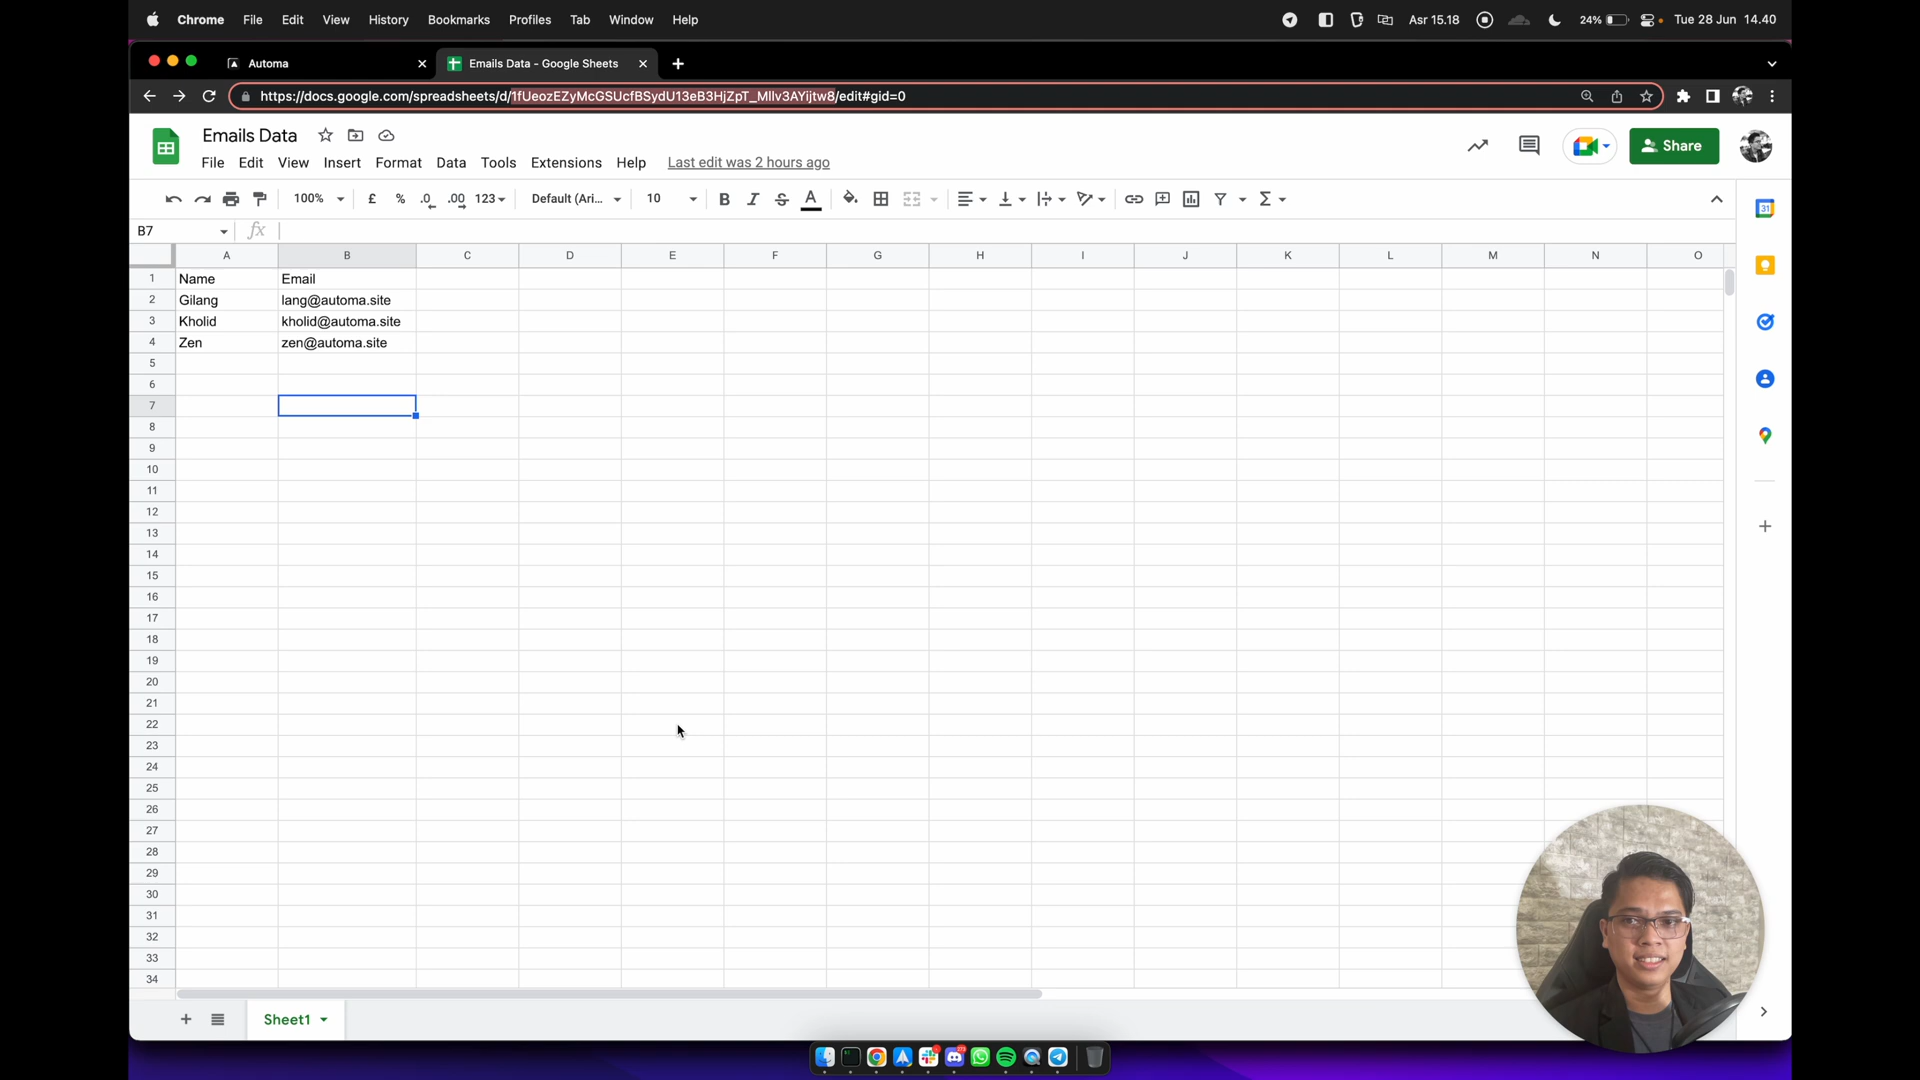 Chrome File Edit View History Bookmarks Profiles Tab Window Help Asr 15.18 24% Tue 28 Jun 14.40
Automa Emails Data - Google Sheets
https://docs.google.com/spreadsheets/d/1fUeozEZyMcGSUcfBSydU13eB3HjZpT_MIlv3AYijtw8/edit#gid=0
Emails Data
File Edit View Insert Format Data Tools Extensions Help Last edit was 2 hours ago
Share
100% £ % .0 .00 123 Default (Ari... 10 B I S A Σ
B7 fx
A B C D E F G H I J K L M N O
1 Name Email
2 Gilang lang@automa.site
3 Kholid kholid@automa.site
4 Zen zen@automa.site
5
6
7
8
9
10
11
12
13
14
15
16
17
18
19
20
21
22
23
24
25
26
27
28
29
30
31
32
33
34
31
Sheet1